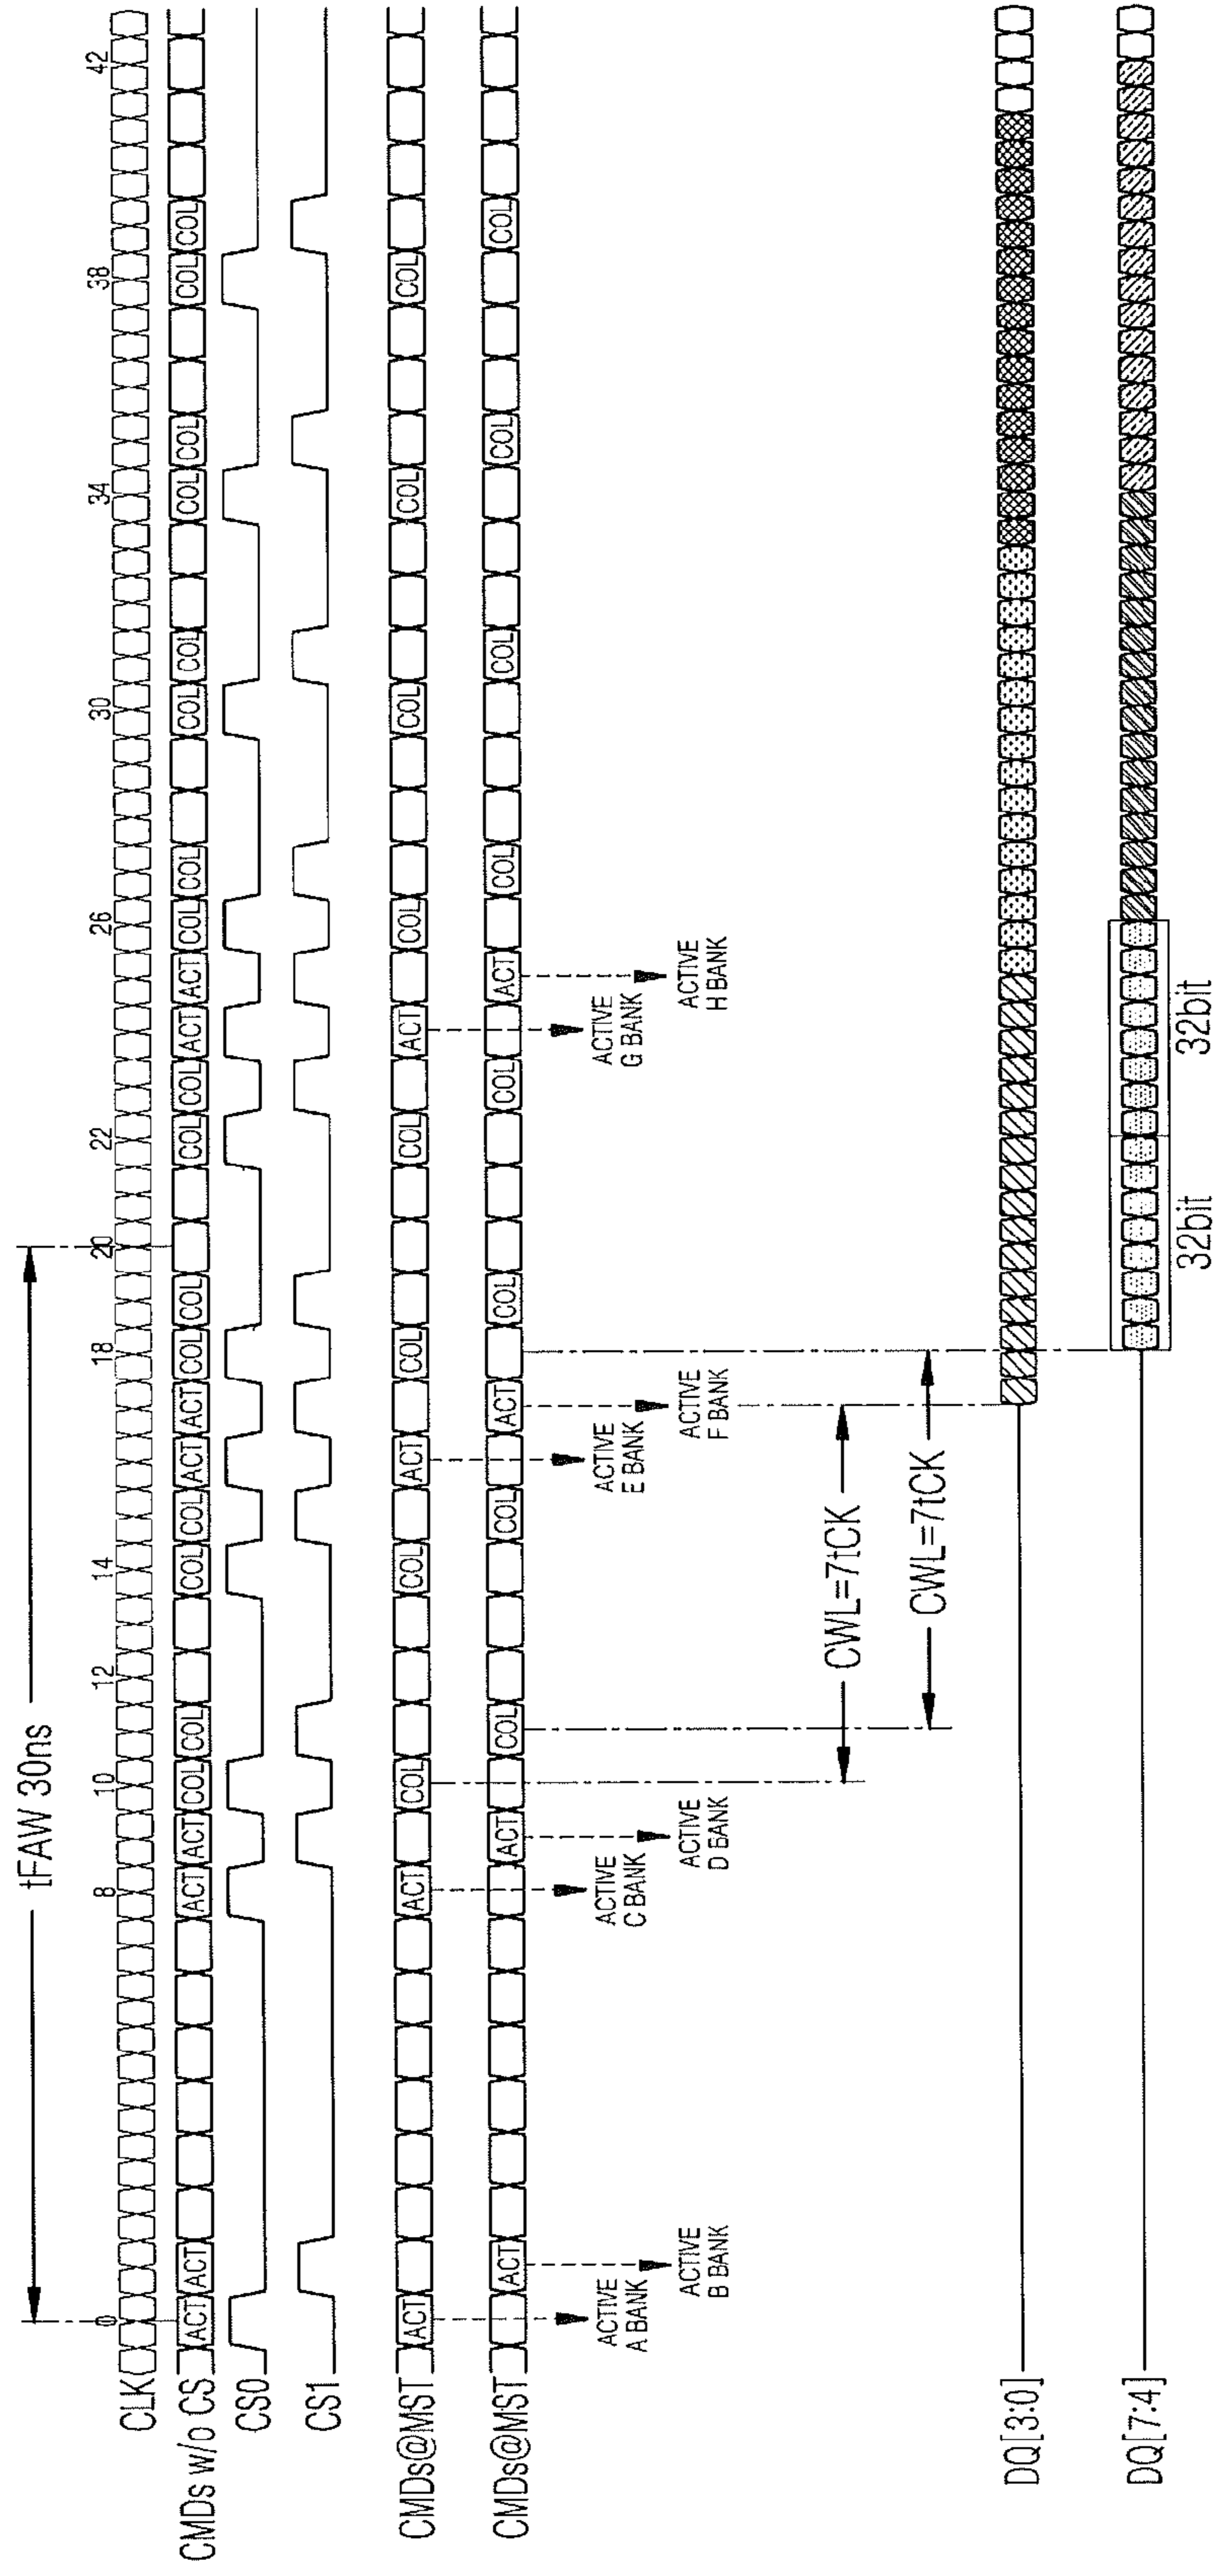 tFAW 30ns
0 8 10 12 14 18 20 22 26 30 34 38 42
CLK
CMDs w/o CS
ACT ACT ACT ACT COL COL COL COL ACT ACT COL COL COL COL ACT ACT COL COL COL COL COL COL COL COL
CS0
CS1
CMDs@MST
ACT ACT COL COL ACT COL COL ACT COL COL COL COL
CMDs@MST
ACT ACT COL COL ACT COL COL ACT COL COL COL COL
ACTIVE
A BANK
ACTIVE
B BANK
ACTIVE
C BANK
ACTIVE
D BANK
ACTIVE
E BANK
ACTIVE
F BANK
ACTIVE
G BANK
ACTIVE
H BANK
CWL=7tCK
CWL=7tCK
DQ[3:0]
DQ[7:4]
32bit
32bit